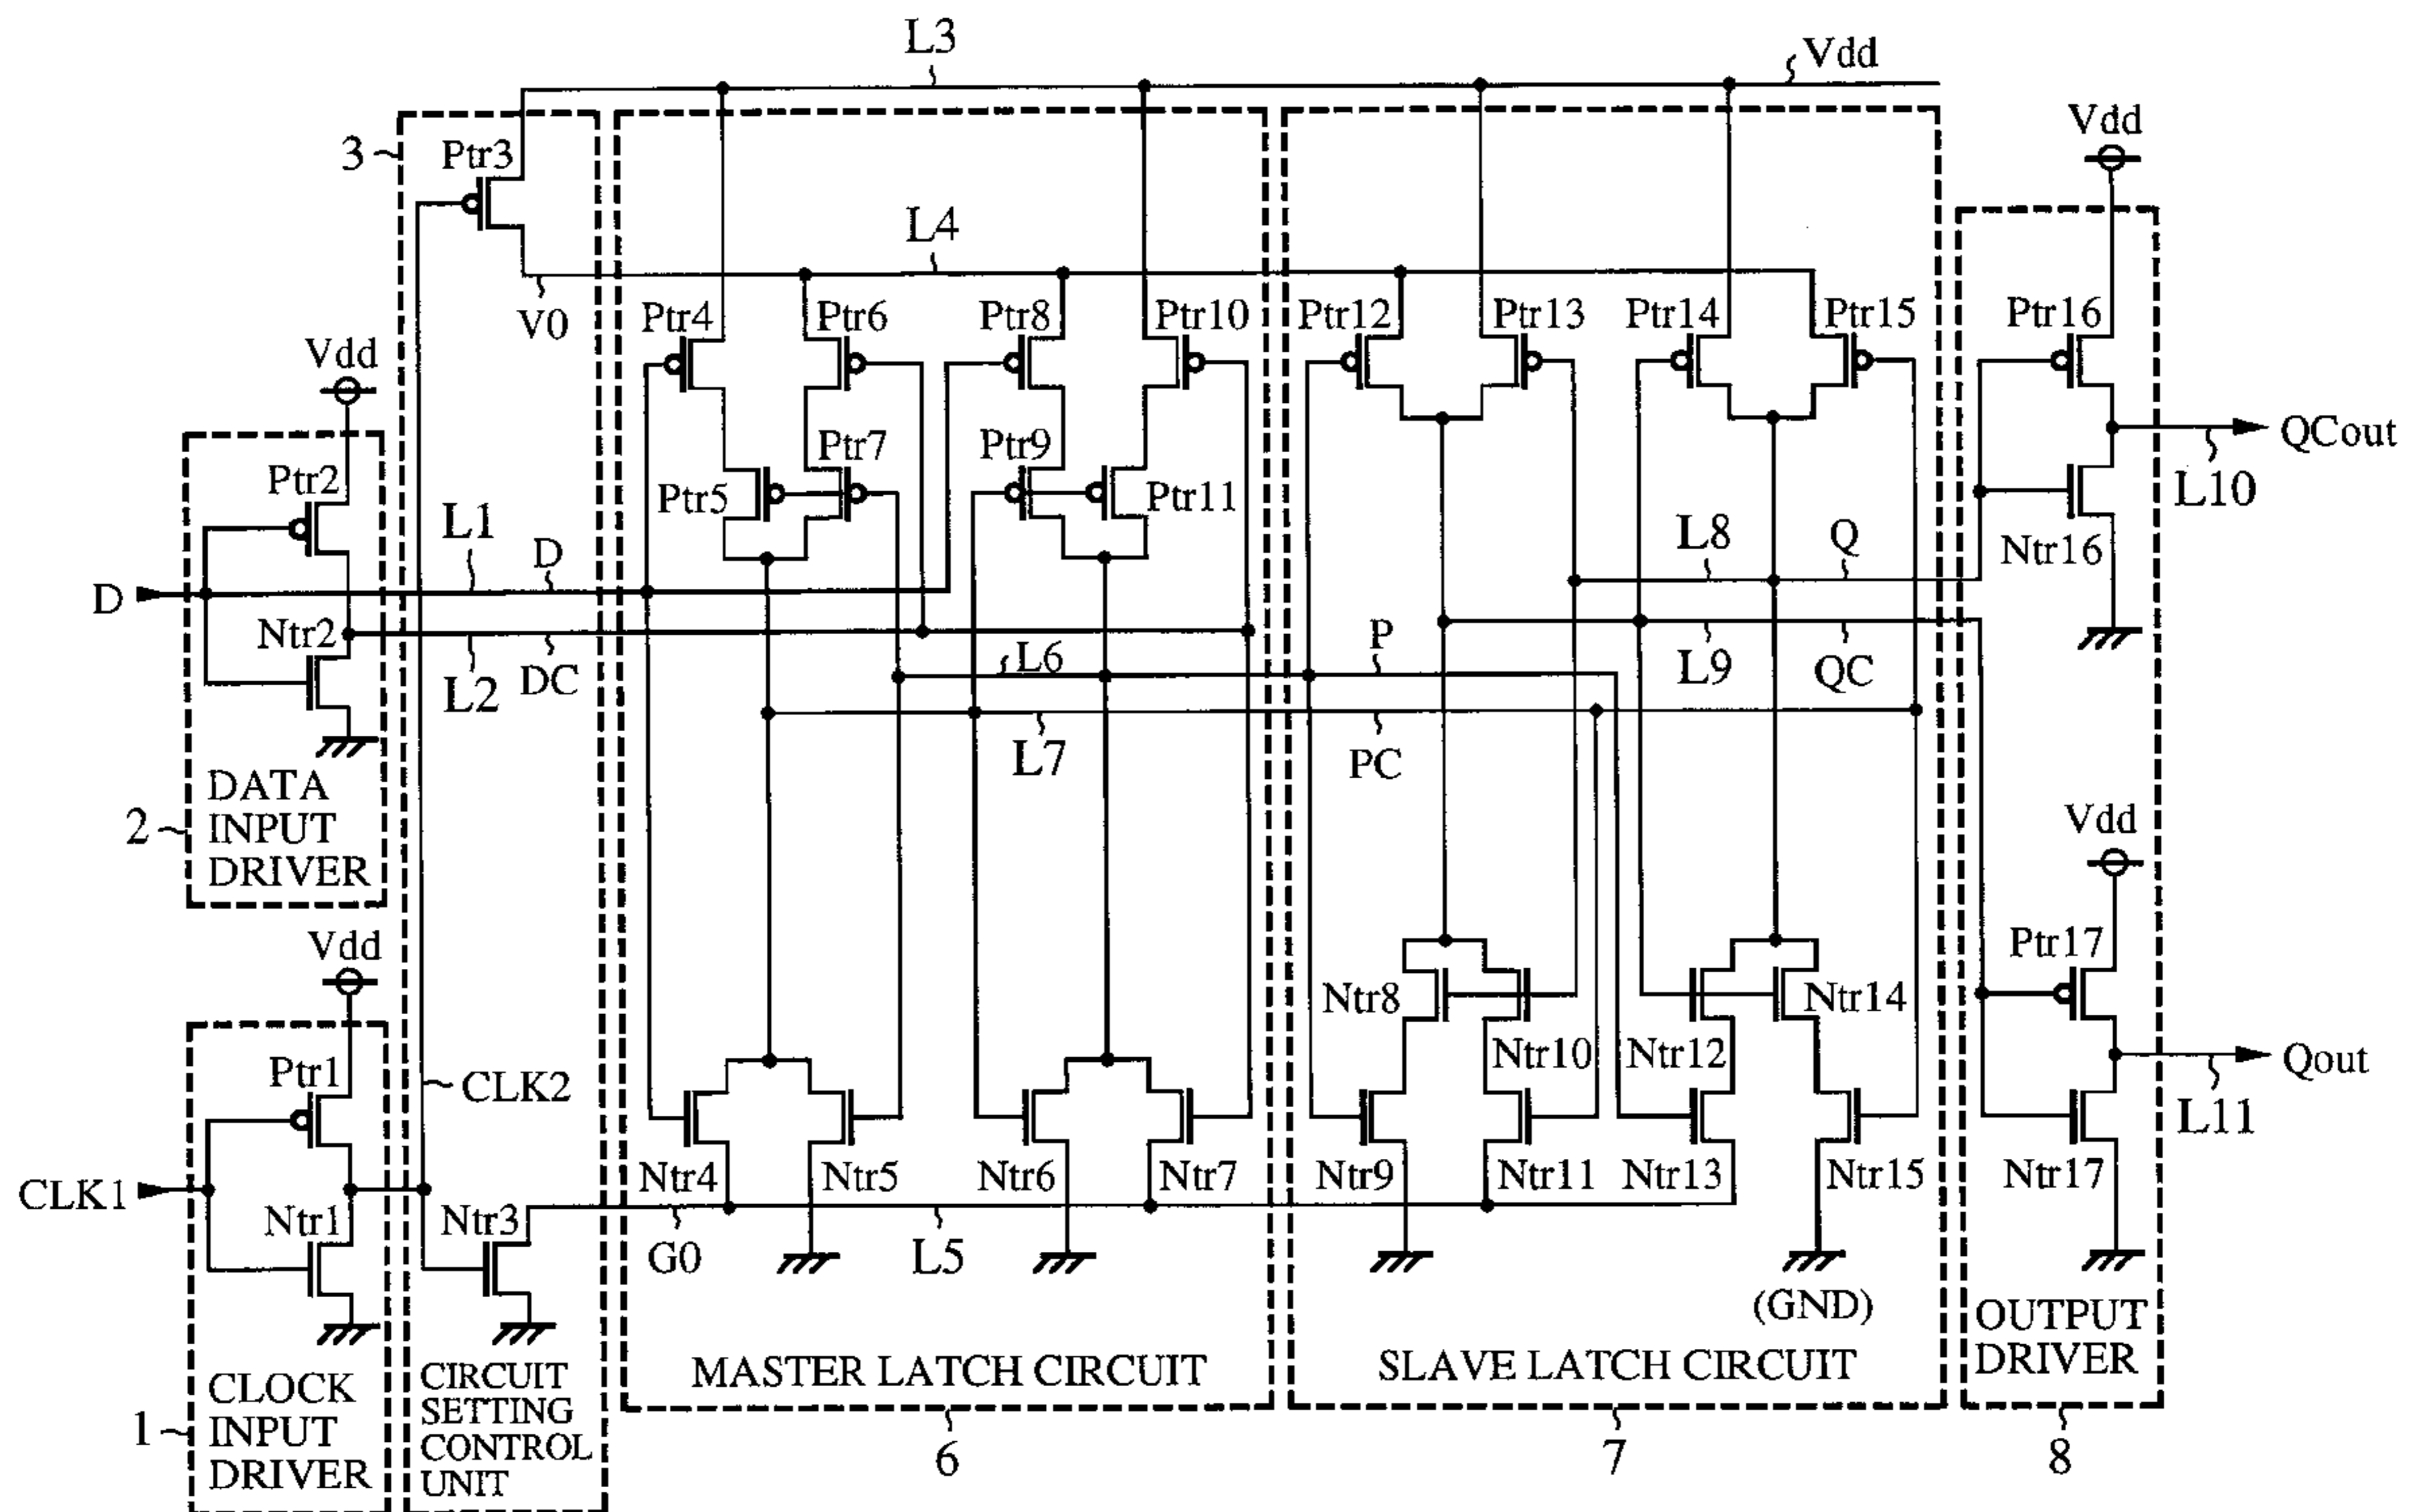 L3
Vdd
3
Ptr3
Vdd
L4
V0
Ptr4
Ptr6
Ptr8
Ptr10
Ptr12
Ptr13
Ptr14
Ptr15
Ptr16
Vdd
Ptr2
Ptr5
Ptr7
Ptr9
Ptr11
QCout
L10
D
L1
D
L8
Q
Ntr16
Ntr2
L2
DC
L6
P
L9
QC
L7
PC
2
DATA
INPUT
DRIVER
Vdd
Vdd
Ptr17
Ntr8
Ntr10
Ntr12
Ntr14
Ptr1
CLK2
Qout
L11
CLK1
Ntr1
Ntr3
Ntr4
Ntr5
Ntr6
Ntr7
Ntr9
Ntr11
Ntr13
Ntr15
Ntr17
G0
L5
(GND)
1
CLOCK
INPUT
DRIVER
CIRCUIT
SETTING
CONTROL
UNIT
MASTER LATCH CIRCUIT
SLAVE LATCH CIRCUIT
OUTPUT
DRIVER
6
7
8